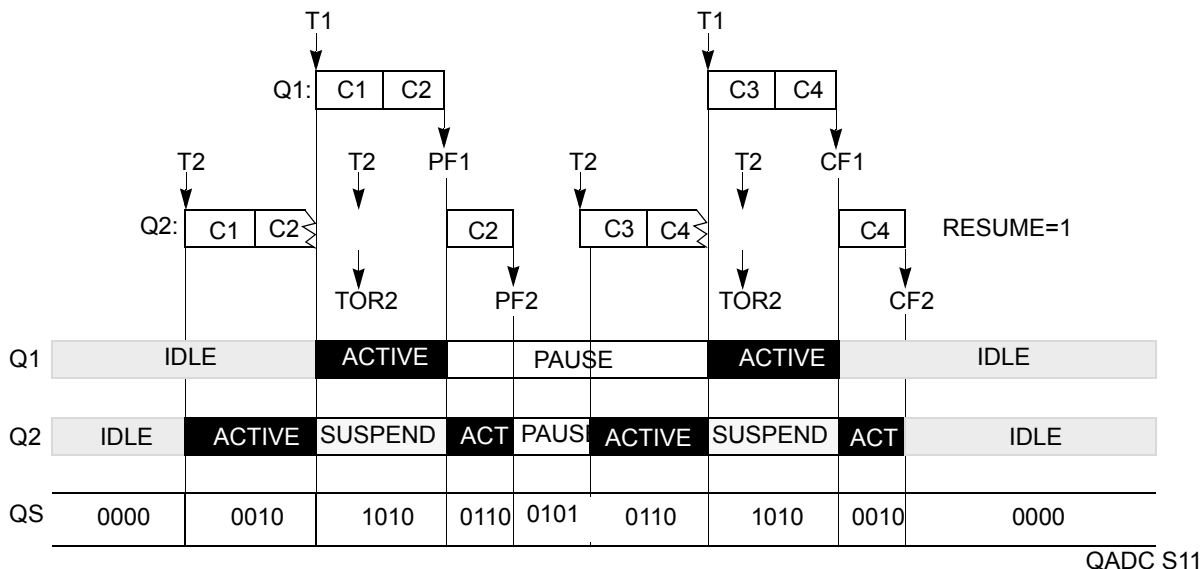 T1 T1
Q1: C1 C2 C3 C4
T2 T2 PF1 T2 T2 CF1
Q2: C1 C2 C2 C3 C4 C4 RESUME=1
TOR2 PF2 TOR2 CF2
Q1 IDLE ACTIVE PAUSE ACTIVE IDLE
Q2 IDLE ACTIVE SUSPEND ACT PAUSE ACTIVE SUSPEND ACT IDLE
QS 0000 0010 1010 0110 0101 0110 1010 0010 0000
QADC S11